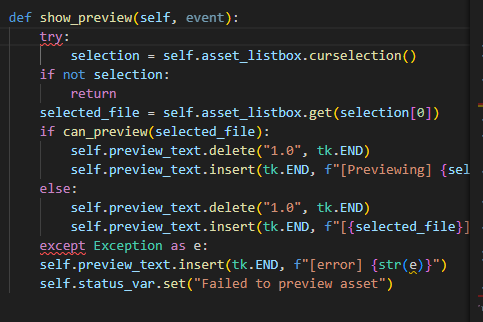 def show_preview(self, event):
    try:
        selection = self.asset_listbox.curselection()
    if not selection:
        return
    selected_file = self.asset_listbox.get(selection[0])
    if can_preview(selected_file):
        self.preview_text.delete("1.0", tk.END)
        self.preview_text.insert(tk.END, f"[Previewing] {sel
    else:
        self.preview_text.delete("1.0", tk.END)
        self.preview_text.insert(tk.END, f"[{selected_file}]
    except Exception as e:
    self.preview_text.insert(tk.END, f"[error] {str(e)}")
    self.status_var.set("Failed to preview asset")